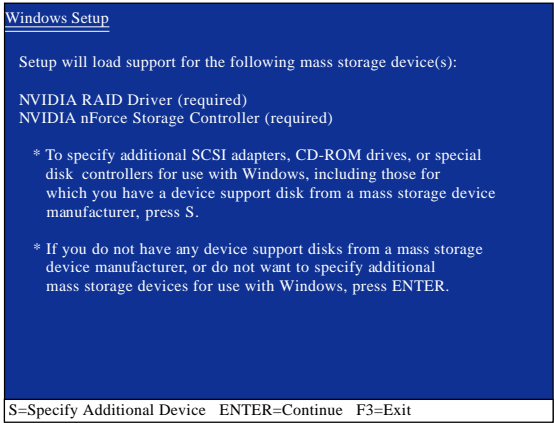 Windows Setup
Setup will load support for the following mass storage device(s):
NVIDIA RAID Driver (required)
NVIDIA nForce Storage Controller (required)
* To specify additional SCSI adapters, CD-ROM drives, or special
disk controllers for use with Windows, including those for
which you have a device support disk from a mass storage device
manufacturer, press S.
* If you do not have any device support disks from a mass storage
device manufacturer, or do not want to specify additional
mass storage devices for use with Windows, press ENTER.
S=Specify Additional Device ENTER=Continue F3=Exit